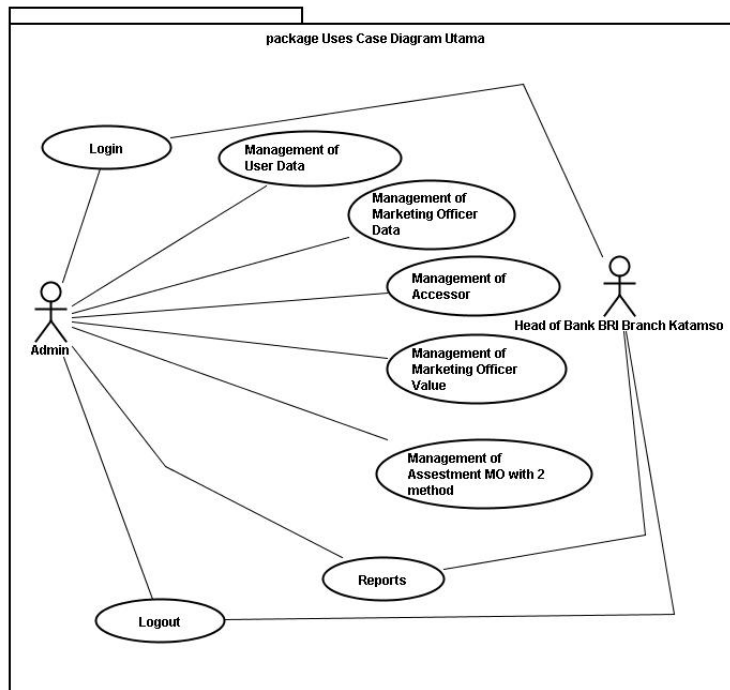 package Uses Case Diagram Utama
Login
Management of
User Data
Management of
Marketing Officer
Data
Management of
Accessor
Head of Bank BRI Branch Katamso
Admin
Management of
Marketing Officer
Value
Management of
Assestment MO with 2
method
Reports
Logout